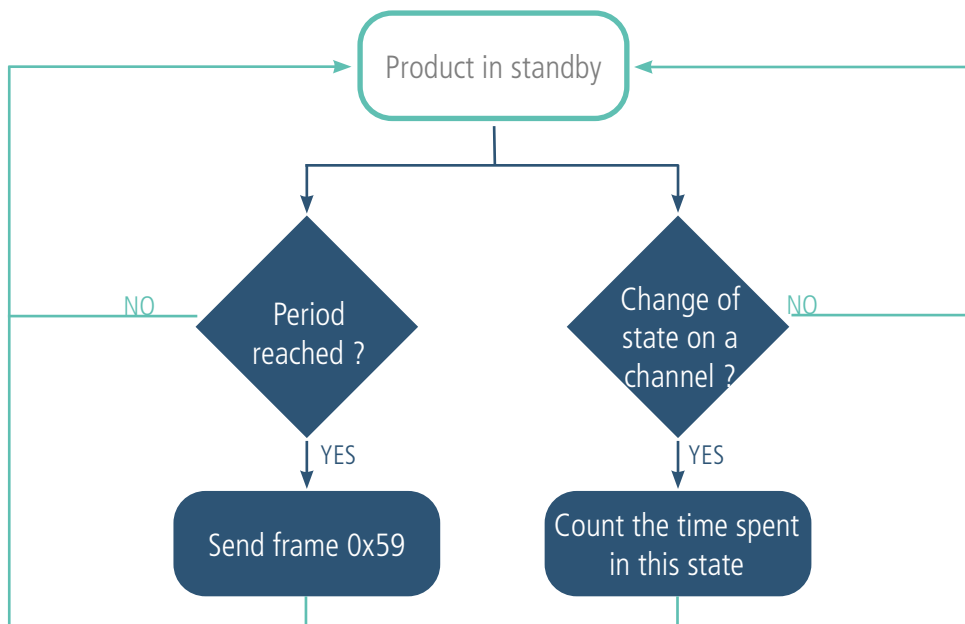 Product in standby
NO
Period
reached ?
Change of
state on a
channel ?
NO
YES
YES
Send frame 0x59
Count the time spent
in this state